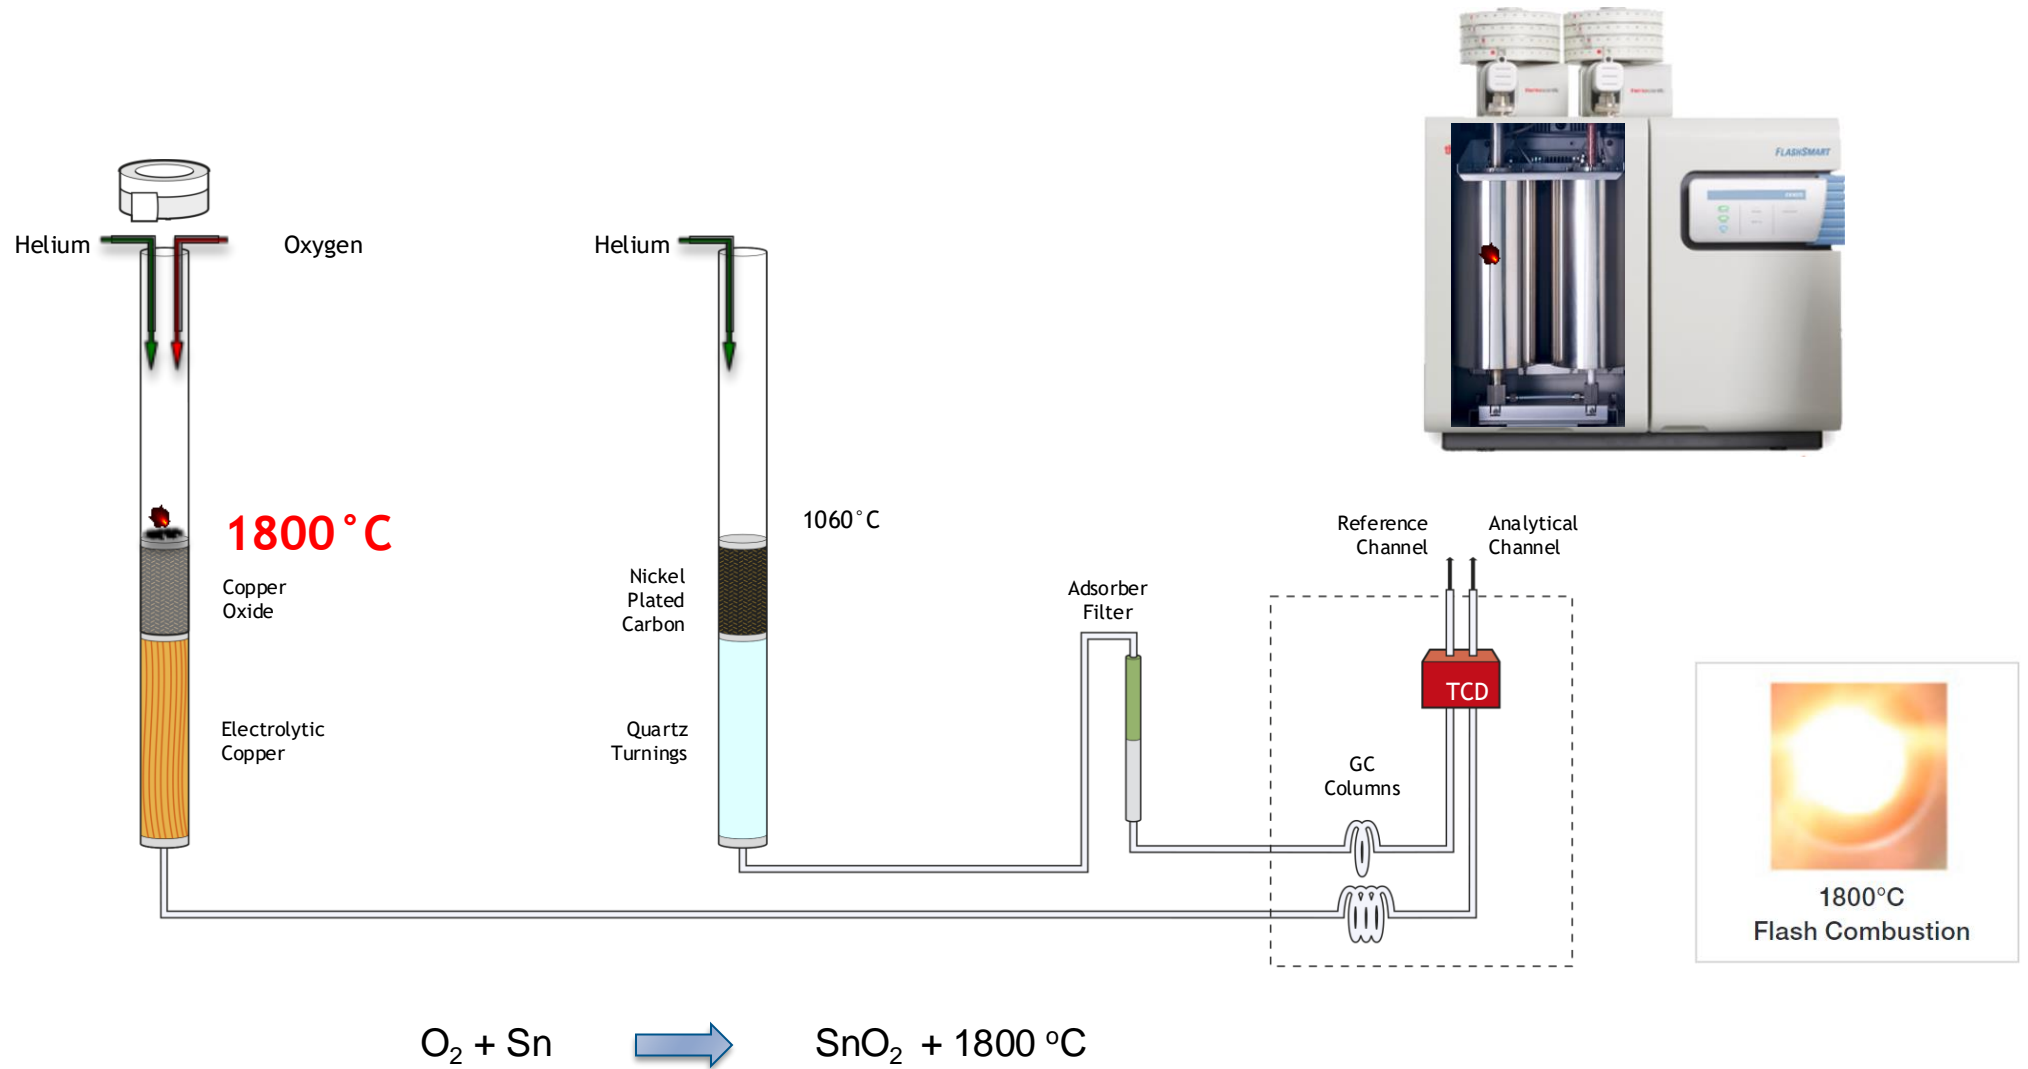 FLASHSMART
Helium
Oxygen
Helium
1800°C
1060°C
Reference
Channel
Analytical
Channel
Copper
Oxide
Nickel
Plated
Carbon
Adsorber
Filter
TCD
Electrolytic
Copper
Quartz
Turnings
GC
Columns
1800°C
Flash Combustion
O₂ + Sn
SnO₂ + 1800 °C